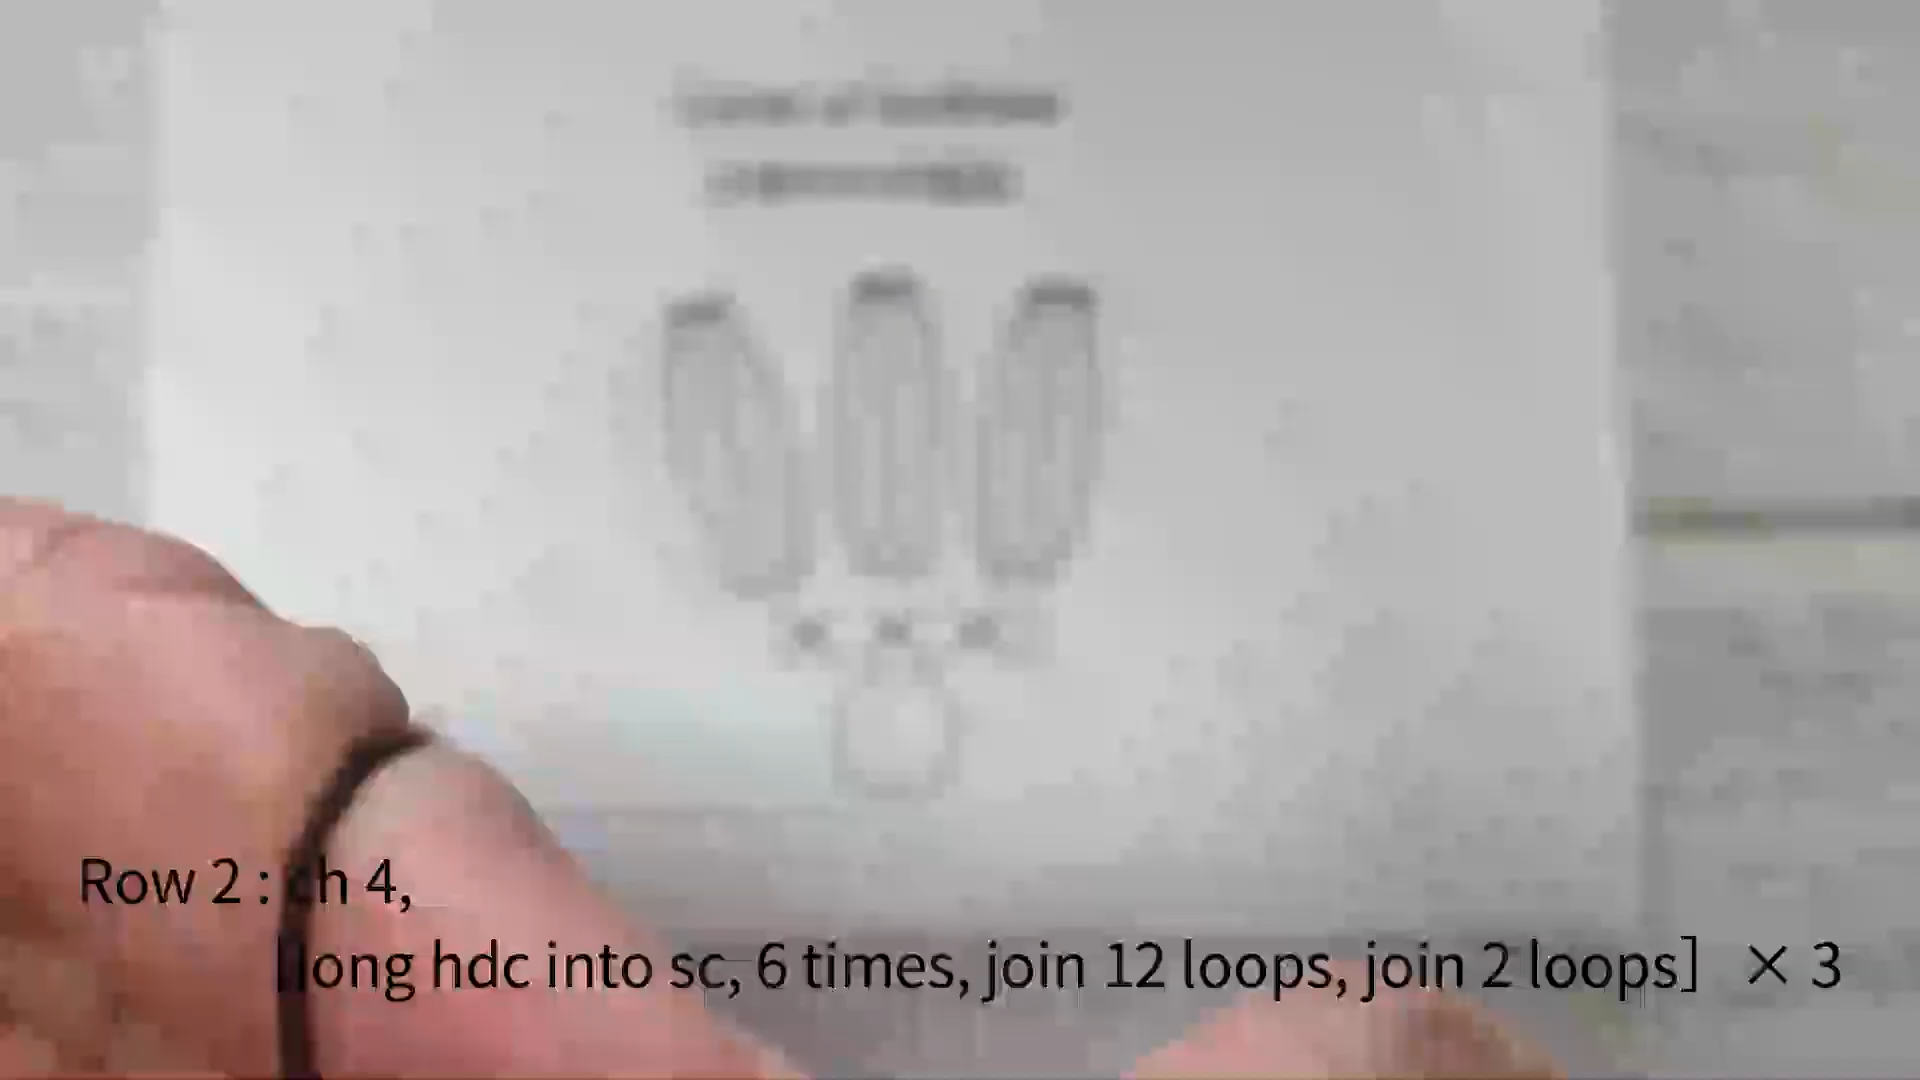 Row 2 : ch 4,
[long hdc into sc, 6 times, join 12 loops, join 2 loops] × 3